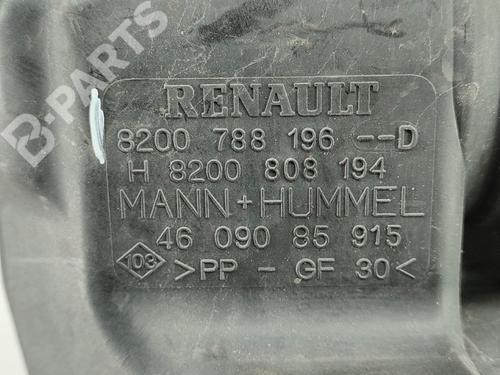 B-PARTS
RENAULT
8200 788 196 --D
H 8200 808 194
MANN+HUMMEL
46 090 85 915
103 >PP - GF 30<